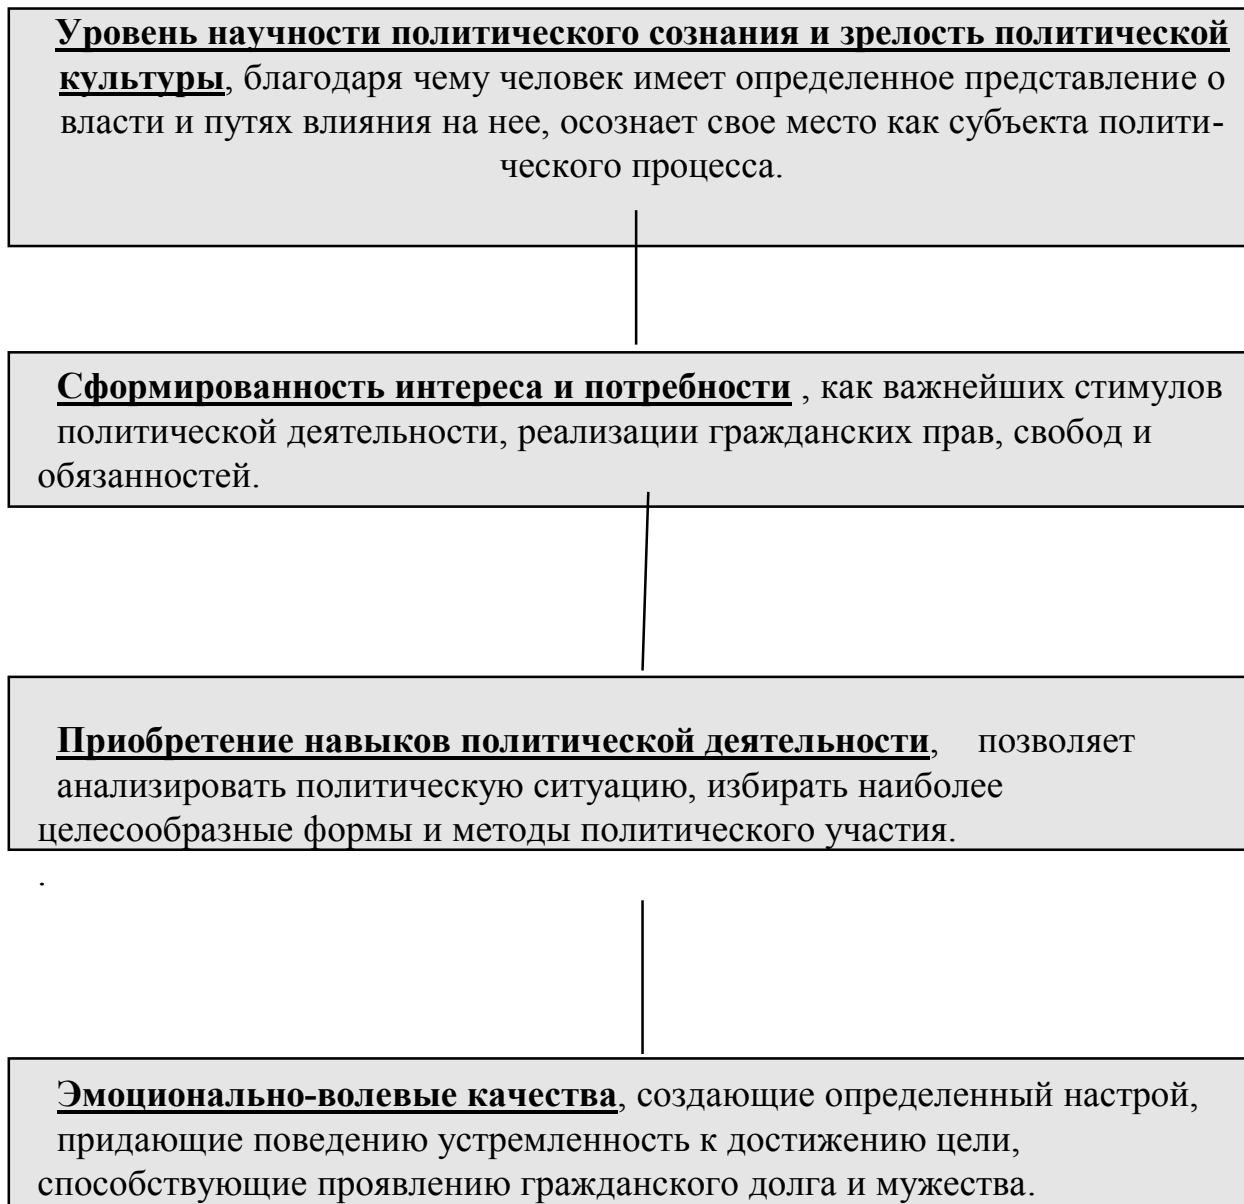 Уровень научности политического сознания и зрелость политической
культуры, благодаря чему человек имеет определенное представление о
власти и путях влияния на нее, осознает свое место как субъекта полити-
ческого процесса.
Сформированность интереса и потребности , как важнейших стимулов
политической деятельности, реализации гражданских прав, свобод и
обязанностей.
Приобретение навыков политической деятельности, позволяет
анализировать политическую ситуацию, избирать наиболее
целесообразные формы и методы политического участия.
.
Эмоционально-волевые качества, создающие определенный настрой,
придающие поведению устремленность к достижению цели,
способствующие проявлению гражданского долга и мужества.